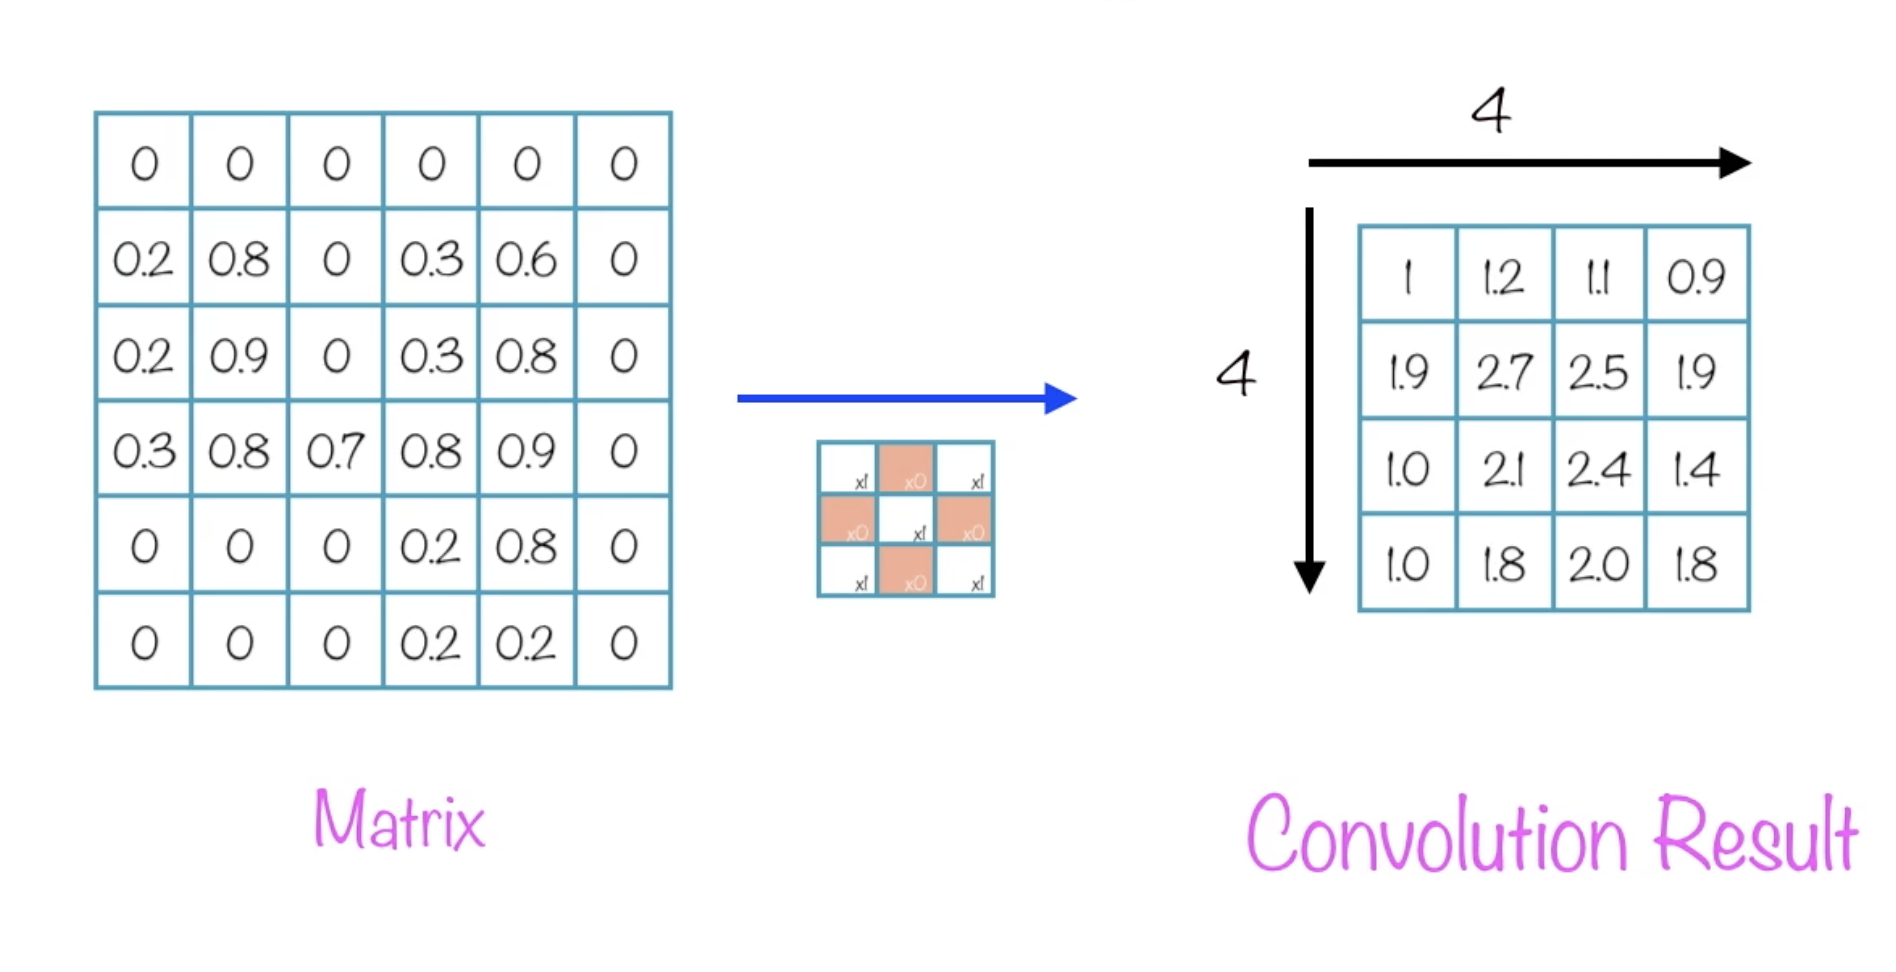 4
0 0 0 0 0 0
0.2 0.8 0 0.3 0.6 0
0.2 0.9 0 0.3 0.8 0
0.3 0.8 0.7 0.8 0.9 0
0 0 0 0.2 0.8 0
0 0 0 0.2 0.2 0
x1 x0 x1
x0 x1 x0
x1 x0 x1
4
1 1.2 1.1 0.9
1.9 2.7 2.5 1.9
1.0 2.1 2.4 1.4
1.0 1.8 2.0 1.8
Matrix
Convolution Result